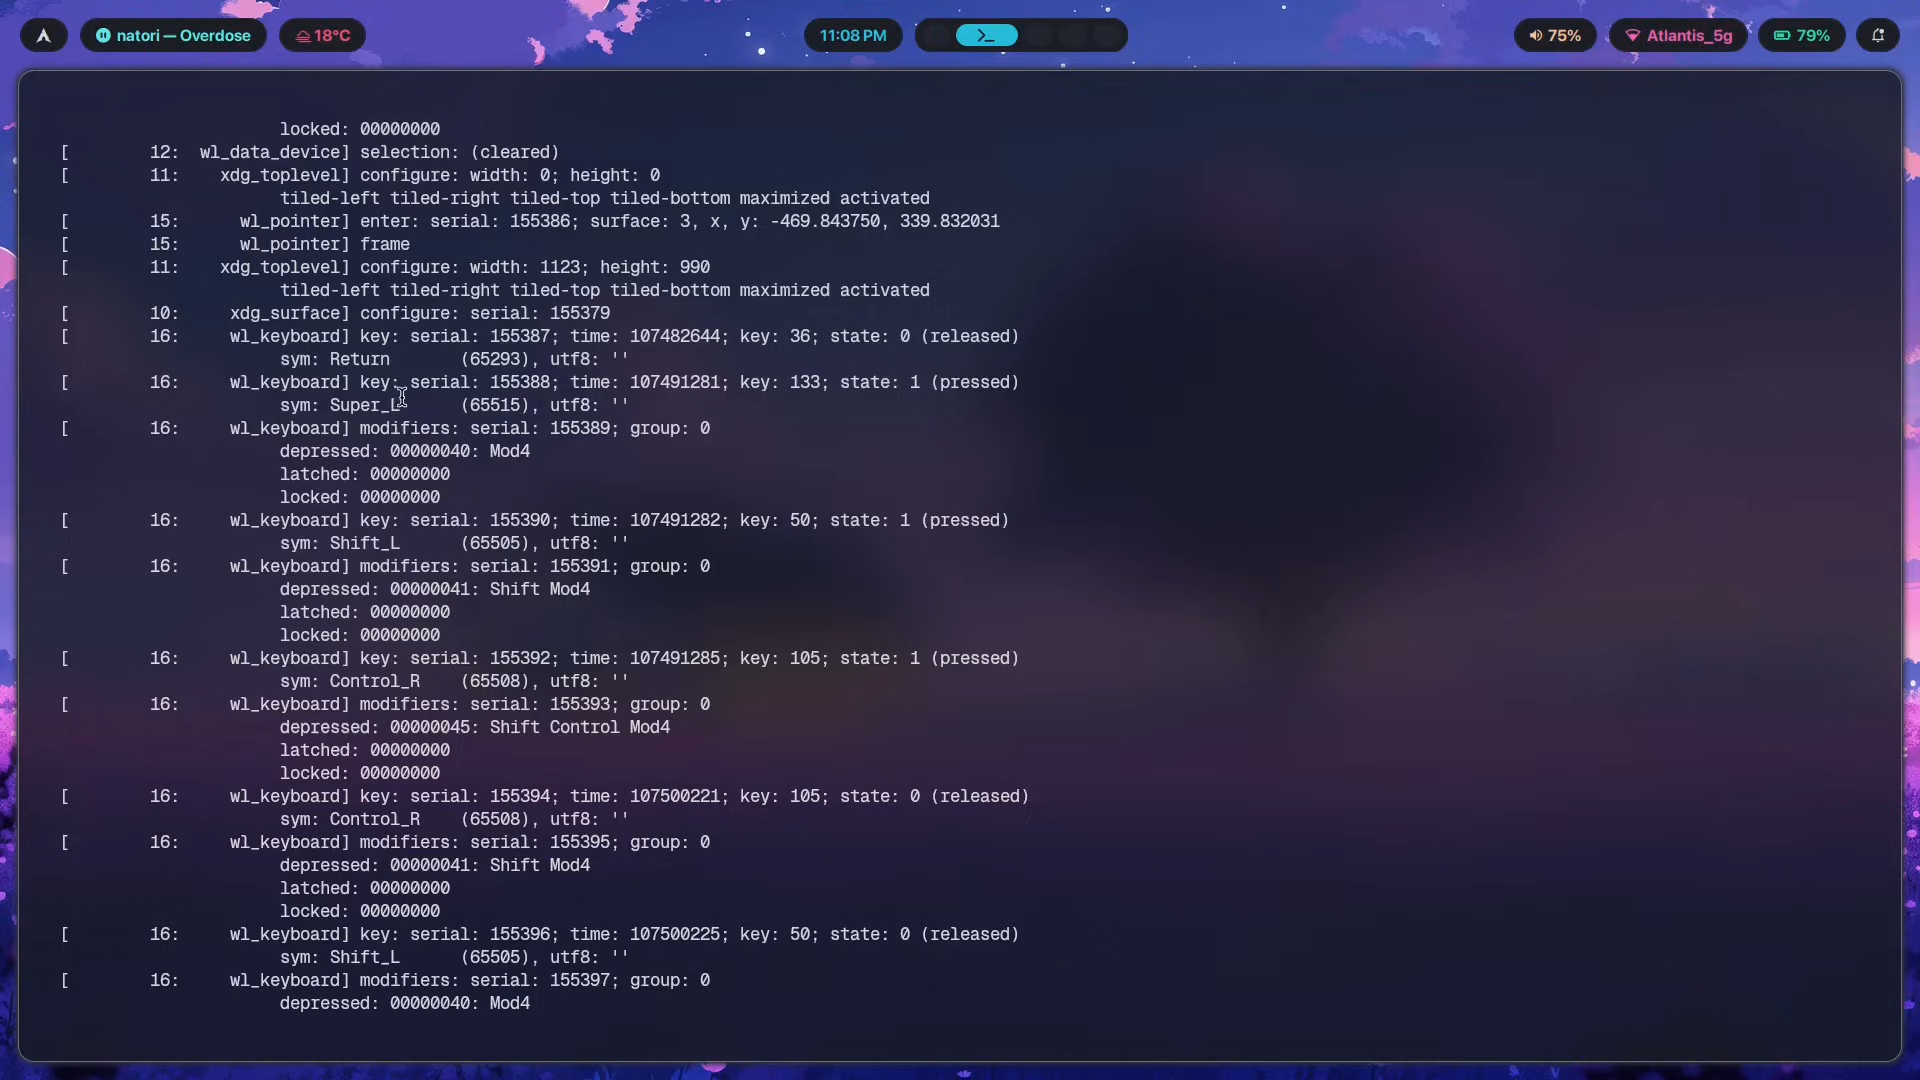 natori — Overdose
18°C
11:08 PM
75%
Atlantis_5g
79%
locked: 00000000
[ 12: wl_data_device] selection: (cleared)
[ 11: xdg_toplevel] configure: width: 0; height: 0
tiled-left tiled-right tiled-top tiled-bottom maximized activated
[ 15: wl_pointer] enter: serial: 155386; surface: 3, x, y: -469.843750, 339.832031
[ 15: wl_pointer] frame
[ 11: xdg_toplevel] configure: width: 1123; height: 990
tiled-left tiled-right tiled-top tiled-bottom maximized activated
[ 10: xdg_surface] configure: serial: 155379
[ 16: wl_keyboard] key: serial: 155387; time: 107482644; key: 36; state: 0 (released)
sym: Return (65293), utf8: ''
[ 16: wl_keyboard] key: serial: 155388; time: 107491281; key: 133; state: 1 (pressed)
sym: Super_L (65515), utf8: ''
[ 16: wl_keyboard] modifiers: serial: 155389; group: 0
depressed: 00000040: Mod4
latched: 00000000
locked: 00000000
[ 16: wl_keyboard] key: serial: 155390; time: 107491282; key: 50; state: 1 (pressed)
sym: Shift_L (65505), utf8: ''
[ 16: wl_keyboard] modifiers: serial: 155391; group: 0
depressed: 00000041: Shift Mod4
latched: 00000000
locked: 00000000
[ 16: wl_keyboard] key: serial: 155392; time: 107491285; key: 105; state: 1 (pressed)
sym: Control_R (65508), utf8: ''
[ 16: wl_keyboard] modifiers: serial: 155393; group: 0
depressed: 00000045: Shift Control Mod4
latched: 00000000
locked: 00000000
[ 16: wl_keyboard] key: serial: 155394; time: 107500221; key: 105; state: 0 (released)
sym: Control_R (65508), utf8: ''
[ 16: wl_keyboard] modifiers: serial: 155395; group: 0
depressed: 00000041: Shift Mod4
latched: 00000000
locked: 00000000
[ 16: wl_keyboard] key: serial: 155396; time: 107500225; key: 50; state: 0 (released)
sym: Shift_L (65505), utf8: ''
[ 16: wl_keyboard] modifiers: serial: 155397; group: 0
depressed: 00000040: Mod4